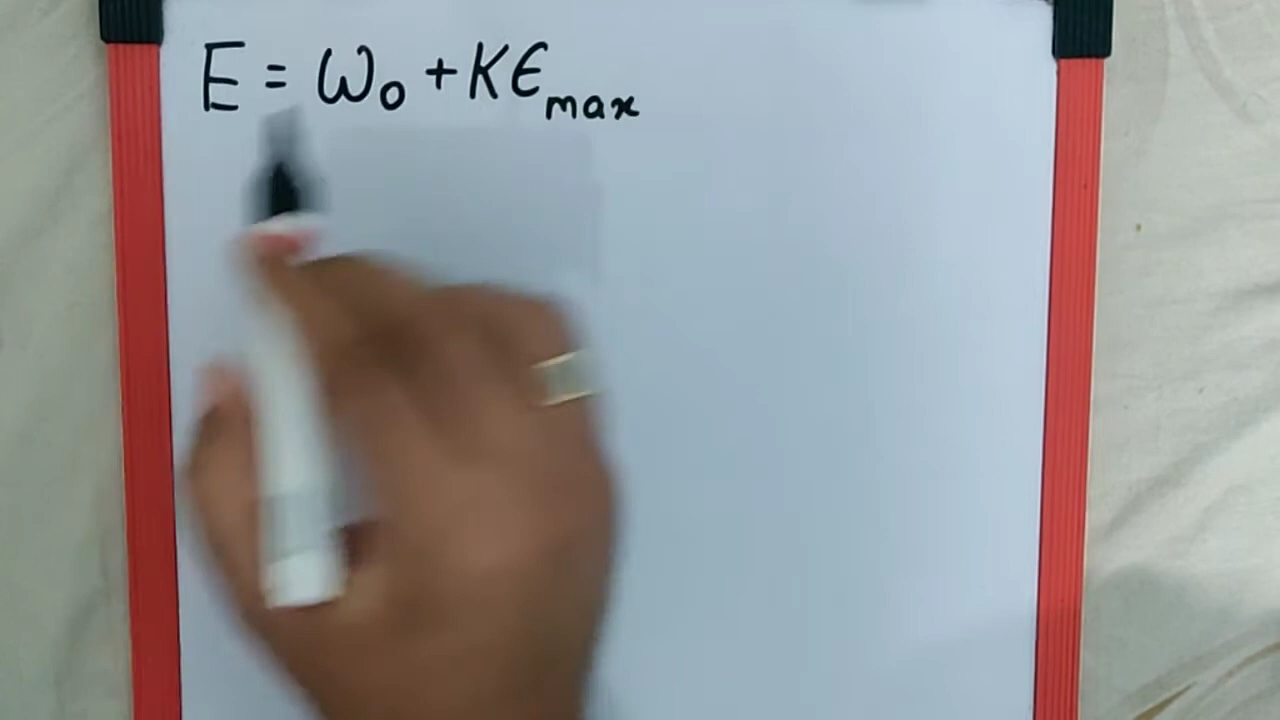 E = W₀ + KE_max